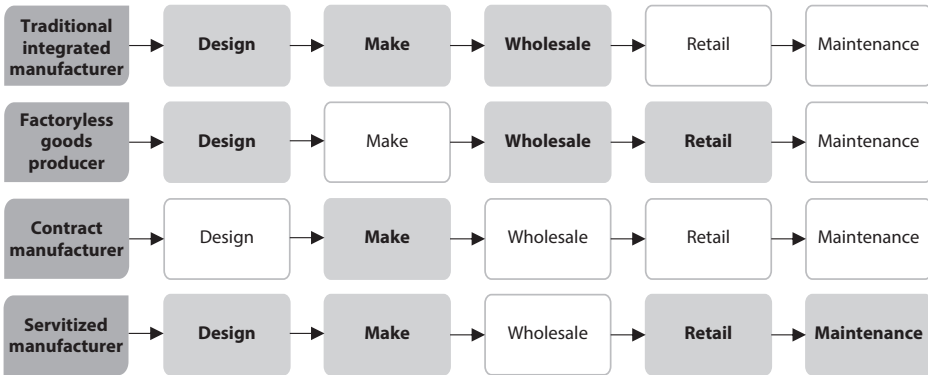 Traditional
integrated
manufacturer
Design
Make
Wholesale
Retail
Maintenance
Factoryless
goods
producer
Design
Make
Wholesale
Retail
Maintenance
Contract
manufacturer
Design
Make
Wholesale
Retail
Maintenance
Servitized
manufacturer
Design
Make
Wholesale
Retail
Maintenance